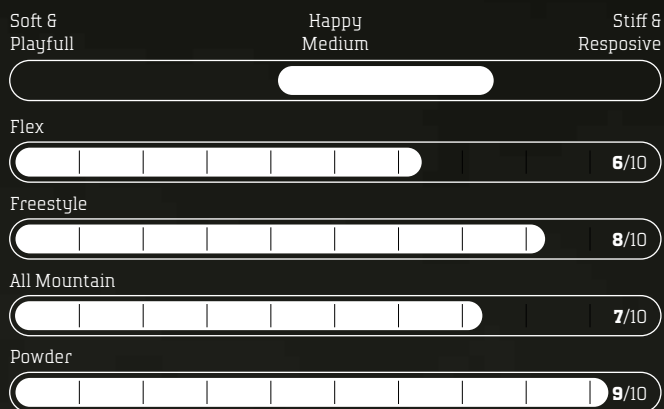 Soft &
Playfull
Happy
Medium
Stiff &
Resposive
Flex
6/10
Freestyle
8/10
All Mountain
7/10
Powder
9/10